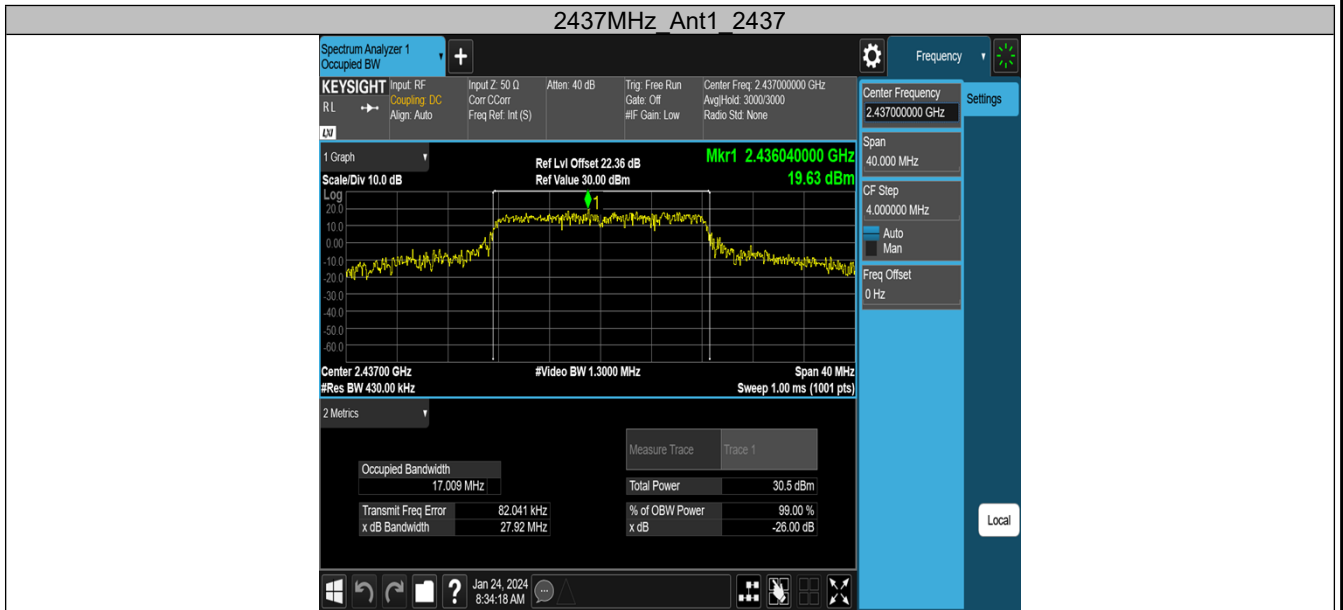 2437MHz_Ant1_2437
Spectrum Analyzer 1
Occupied BW
+
Frequency
KEYSIGHT
RL
LXI
Input: RF
Coupling: DC
Align: Auto
Input Z: 50 Ω
Corr CCorr
Freq Ref: Int (S)
Atten: 40 dB
Trig: Free Run
Gate: Off
#IF Gain: Low
Center Freq: 2.437000000 GHz
Avg|Hold: 3000/3000
Radio Std: None
Center Frequency
2.437000000 GHz
Settings
Span
40.000 MHz
CF Step
4.000000 MHz
Auto
Man
Freq Offset
0 Hz
1 Graph
Scale/Div 10.0 dB
Ref Lvl Offset 22.36 dB
Ref Value 30.00 dBm
Mkr1 2.436040000 GHz
19.63 dBm
Log
1
20.0
10.0
0.00
-10.0
-20.0
-30.0
-40.0
-50.0
-60.0
Center 2.43700 GHz
#Video BW 1.3000 MHz
Span 40 MHz
#Res BW 430.00 kHz
Sweep 1.00 ms (1001 pts)
2 Metrics
Measure Trace Trace 1
Occupied Bandwidth
17.009 MHz
Total Power 30.5 dBm
Transmit Freq Error 82.041 kHz
% of OBW Power 99.00 %
x dB Bandwidth 27.92 MHz
x dB -26.00 dB
Local
?
Jan 24, 2024
8:34:18 AM